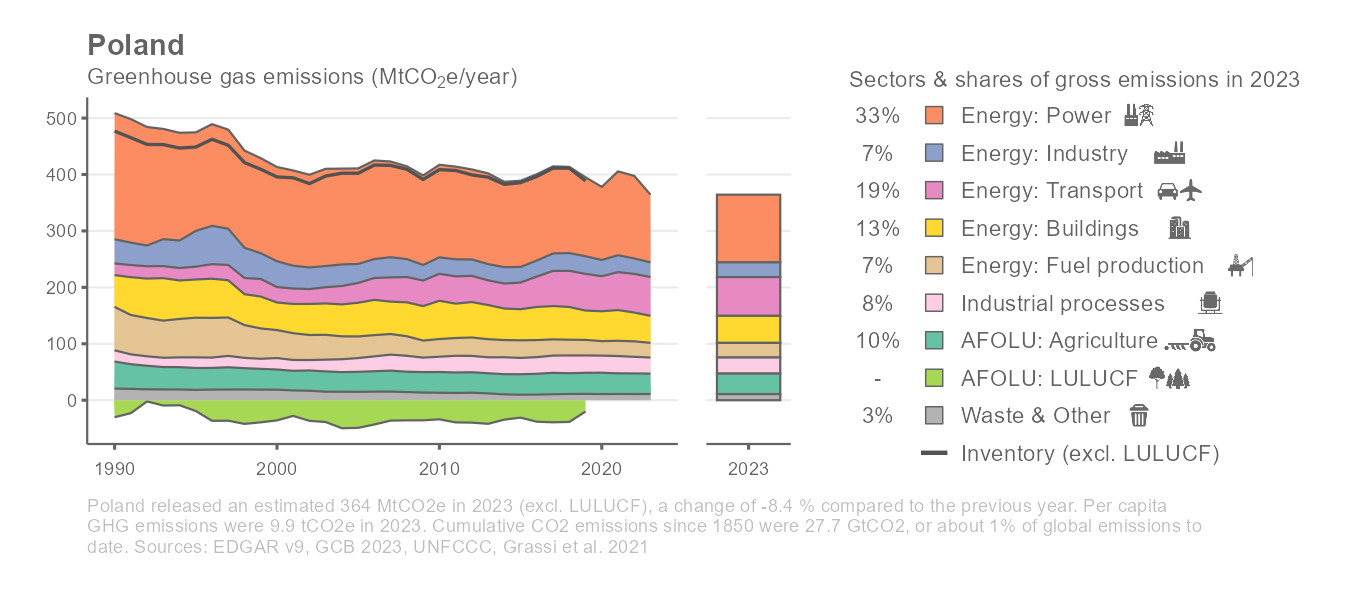 Poland
Greenhouse gas emissions (MtCO₂e/year)
Sectors & shares of gross emissions in 2023
500
400
300
200
100
0
1990
2000
2010
2020
2023
33% Energy: Power
7% Energy: Industry
19% Energy: Transport
13% Energy: Buildings
7% Energy: Fuel production
8% Industrial processes
10% AFOLU: Agriculture
- AFOLU: LULUCF
3% Waste & Other
Inventory (excl. LULUCF)
Poland released an estimated 364 MtCO2e in 2023 (excl. LULUCF), a change of -8.4 % compared to the previous year. Per capita
GHG emissions were 9.9 tCO2e in 2023. Cumulative CO2 emissions since 1850 were 27.7 GtCO2, or about 1% of global emissions to
date. Sources: EDGAR v9, GCB 2023, UNFCCC, Grassi et al. 2021